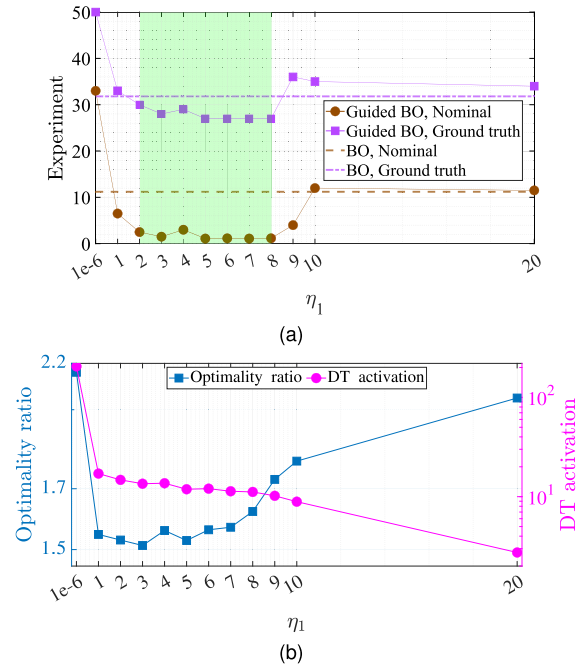 50
40
30
20
10
0
Experiment
Guided BO, Nominal
Guided BO, Ground truth
BO, Nominal
BO, Ground truth
1e-6 1 2 3 4 5 6 7 8 9 10 20
η₁
(a)
2.2
1.7
1.5
Optimality ratio
Optimality ratio DT activation
10²
10¹
DT activation
1e-6 1 2 3 4 5 6 7 8 9 10 20
η₁
(b)